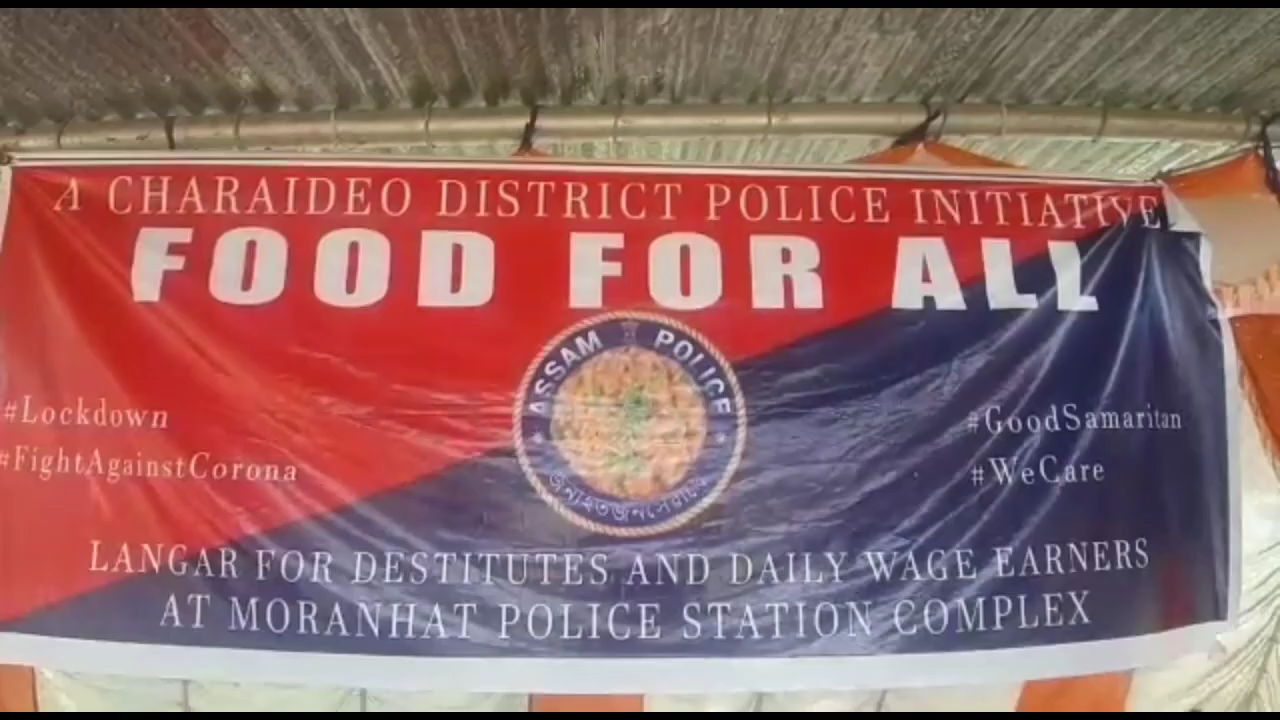 A CHARAIDEO DISTRICT POLICE INITIATIVE
FOOD FOR ALL
ASSAM POLICE
#Lockdown
#GoodSamaritan
#FightAgainstCorona
#WeCare
LANGAR FOR DESTITUTES AND DAILY WAGE EARNERS
AT MORANHAT POLICE STATION COMPLEX